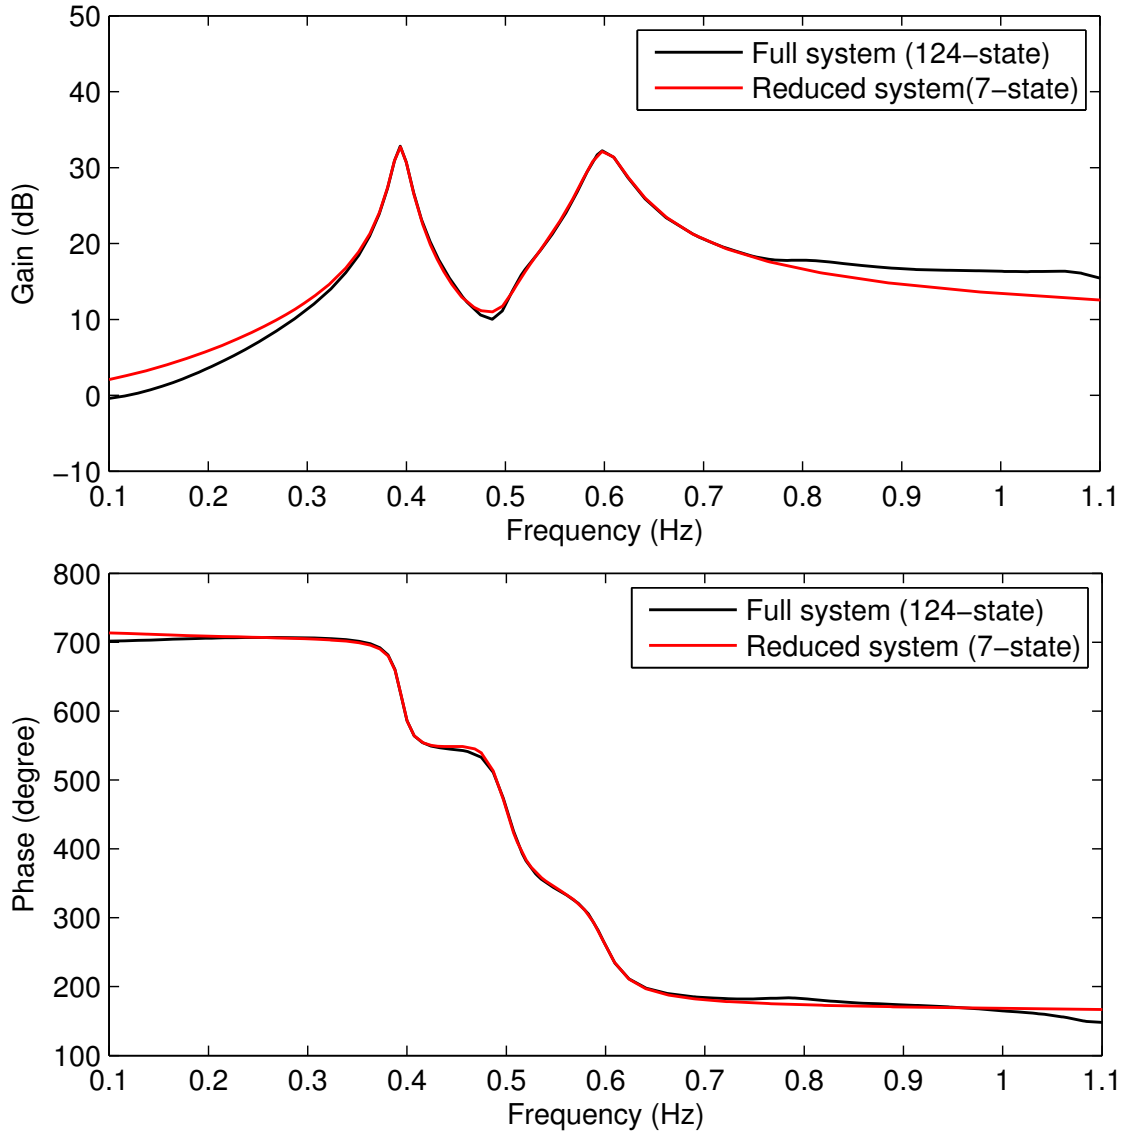 50
40
30
20
10
0
−10
Gain (dB)
Full system (124−state)
Reduced system(7−state)
0.1 0.2 0.3 0.4 0.5 0.6 0.7 0.8 0.9 1 1.1
Frequency (Hz)
800
700
600
500
400
300
200
100
Phase (degree)
Full system (124−state)
Reduced system (7−state)
0.1 0.2 0.3 0.4 0.5 0.6 0.7 0.8 0.9 1 1.1
Frequency (Hz)